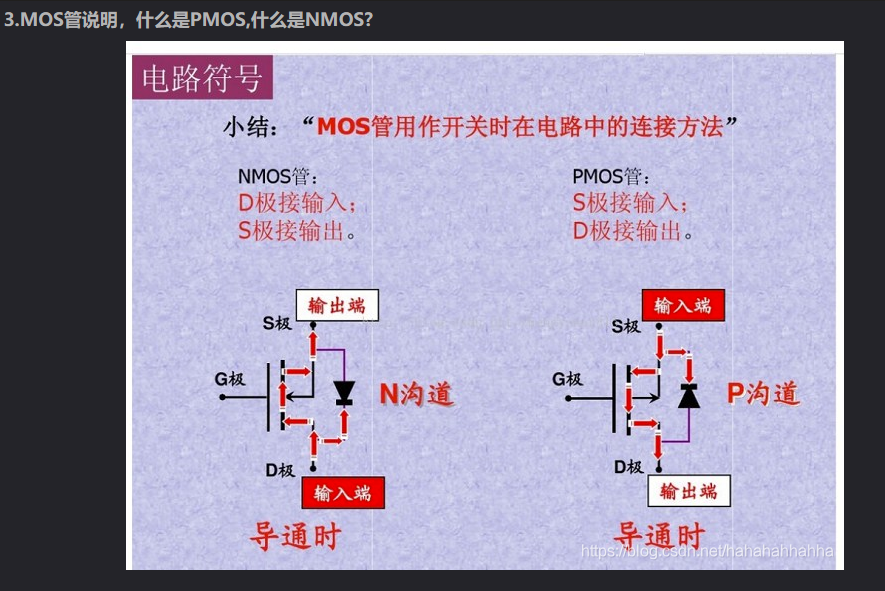 3.MOS管说明，什么是PMOS,什么是NMOS?
电路符号
小结：“MOS管用作开关时在电路中的连接方法”
NMOS管：
D极接输入；
S极接输出。
PMOS管：
S极接输入；
D极接输出。
输出端
S极
G极
N沟道
D极
输入端
导通时
输入端
S极
G极
P沟道
D极
输出端
导通时
https://blog.csdn.net/hahahahhahha